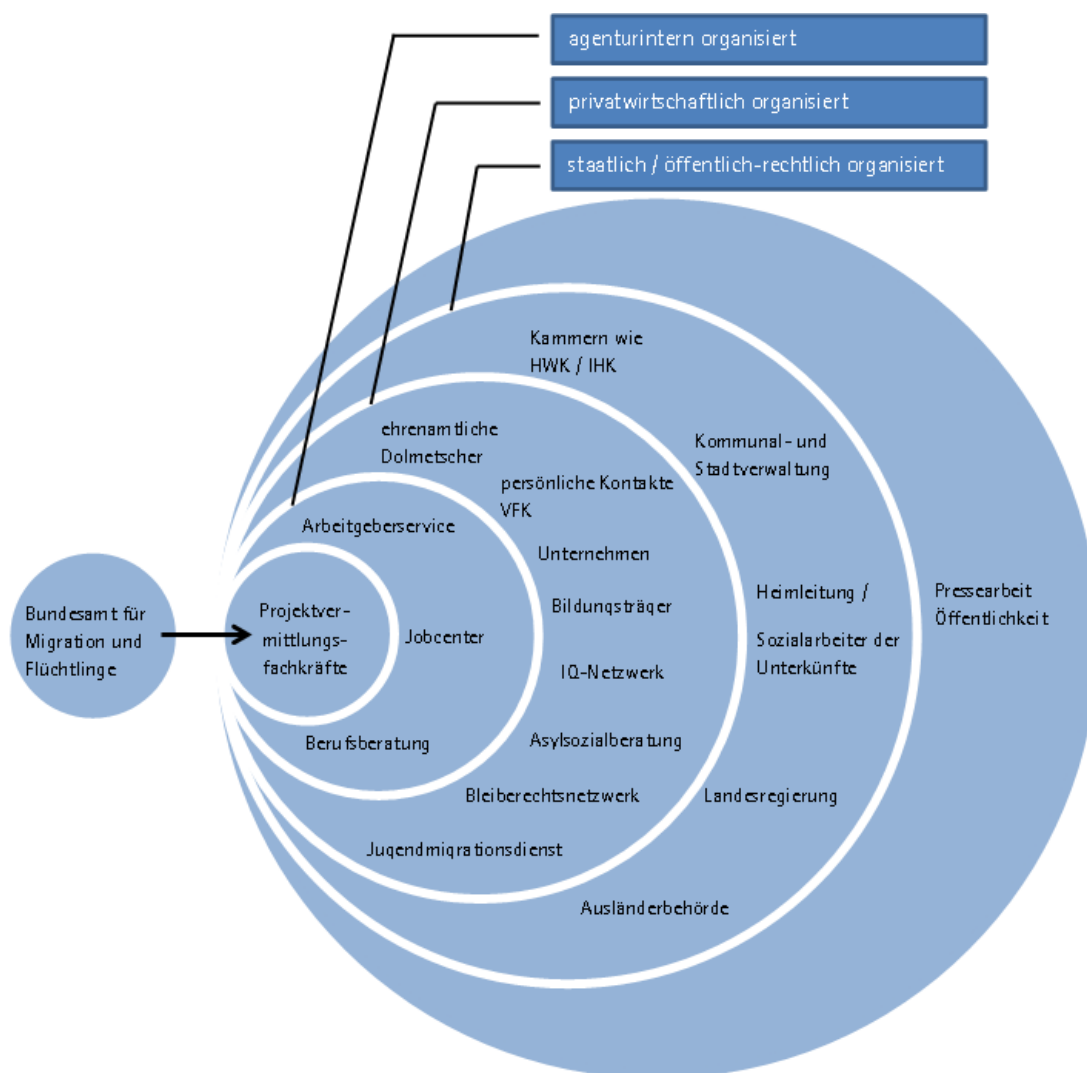 agenturintern organisiert
privatwirtschaftlich organisiert
staatlich / öffentlich-rechtlich organisiert
Kammern wie
HWK / IHK
ehrenamtliche
Dolmetscher
Kommunal- und
Stadtverwaltung
persönliche Kontakte
VFK
Arbeitgeberservice
Unternehmen
Bundesamt für
Migration und
Flüchtlinge
Projektver-
mittlungs-
fachkräfte
Jobcenter
Bildungsträger
Heimleitung /
Sozialarbeiter der
Unterkünfte
Pressearbeit
Öffentlichkeit
IQ-Netzwerk
Berufsberatung
Asylsozialberatung
Bleiberechtsnetzwerk
Landesregierung
Jugendmigrationsdienst
Ausländerbehörde